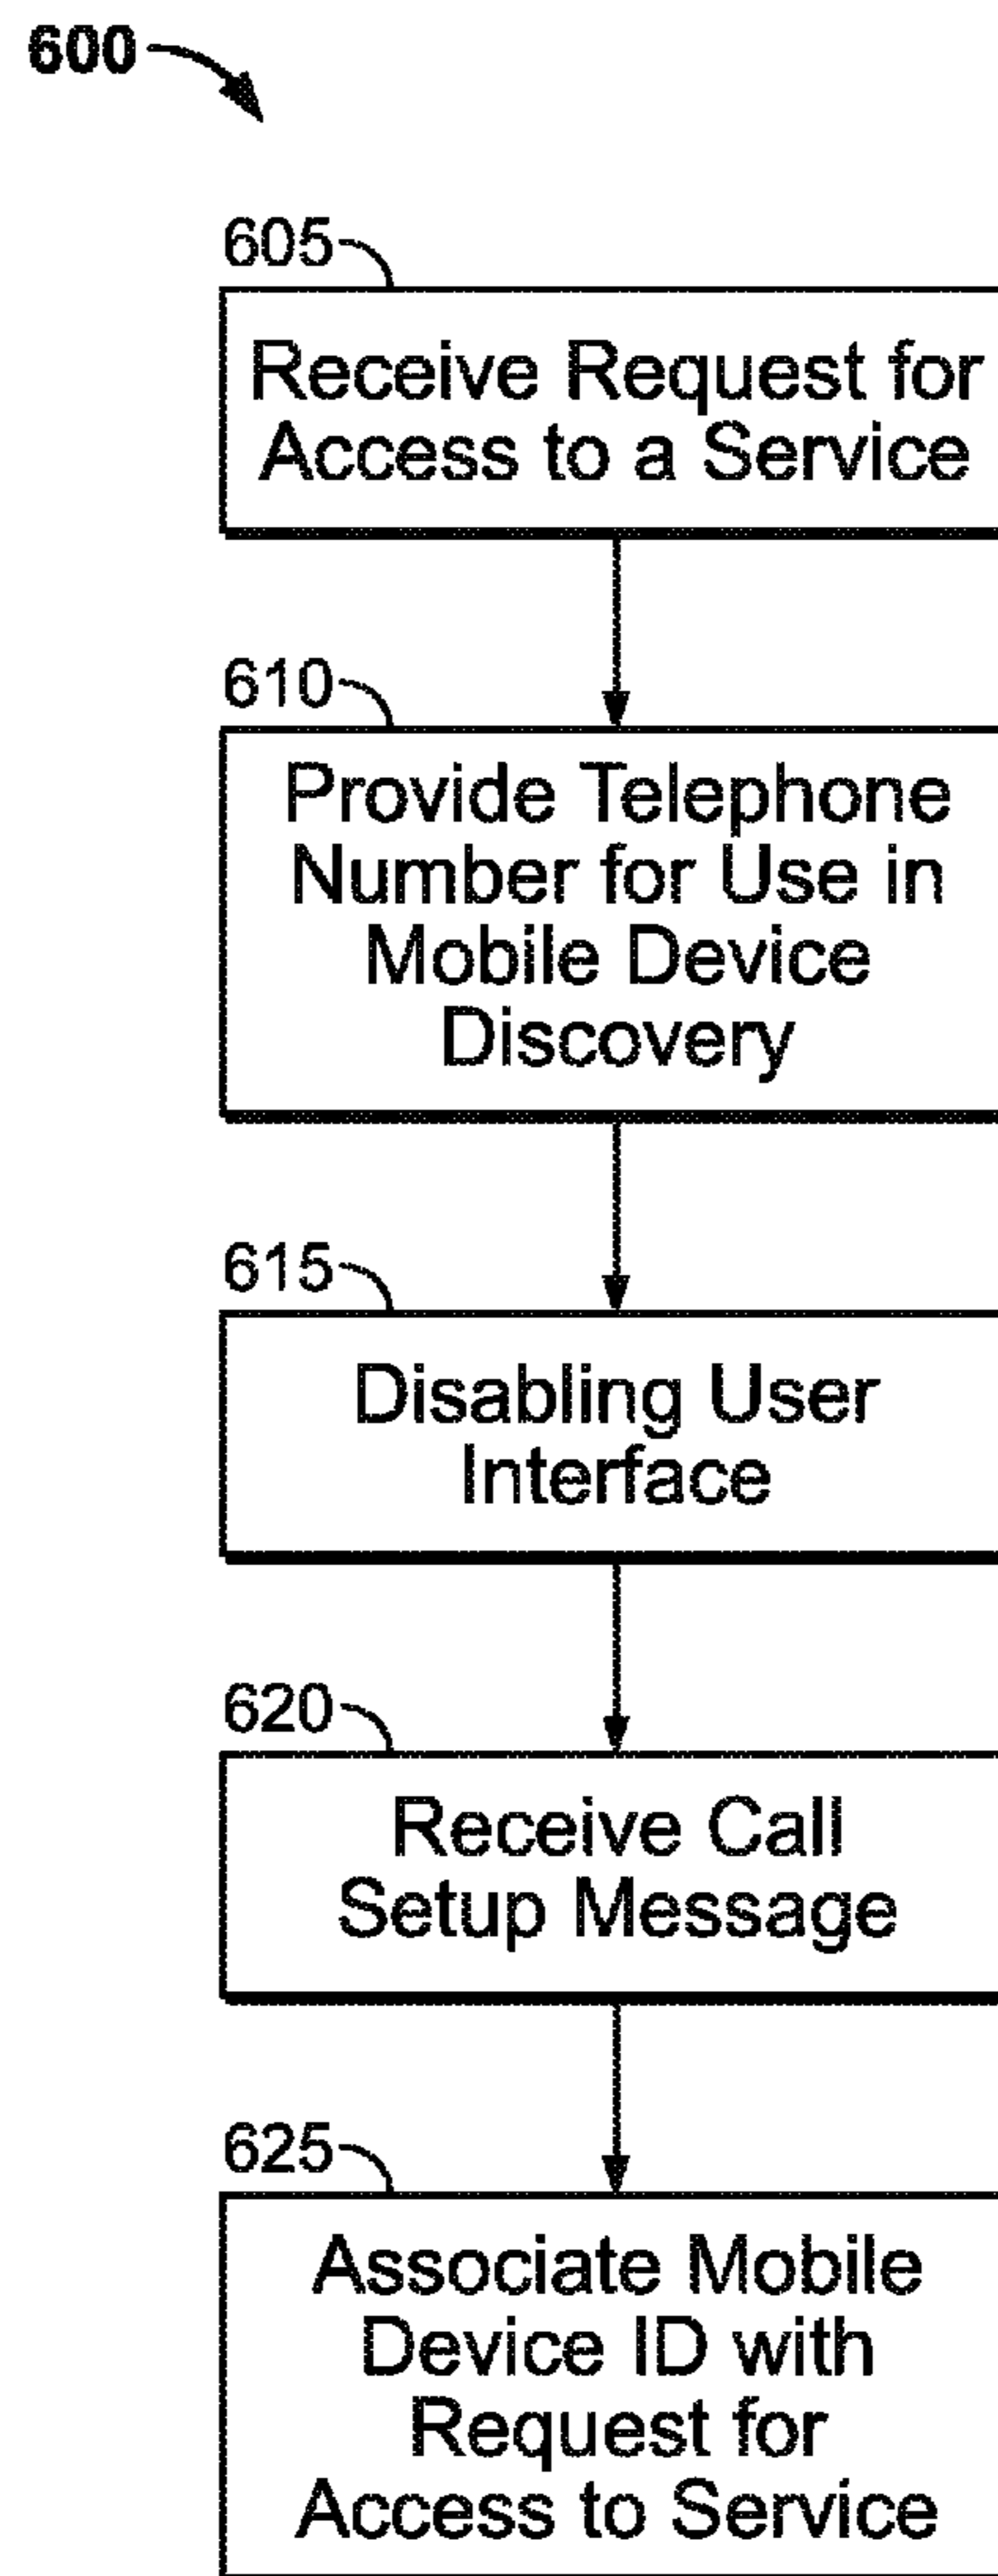 600
605
Receive Request for
Access to a Service
610
Provide Telephone
Number for Use in
Mobile Device
Discovery
615
Disabling User
Interface
620
Receive Call
Setup Message
625
Associate Mobile
Device ID with
Request for
Access to Service